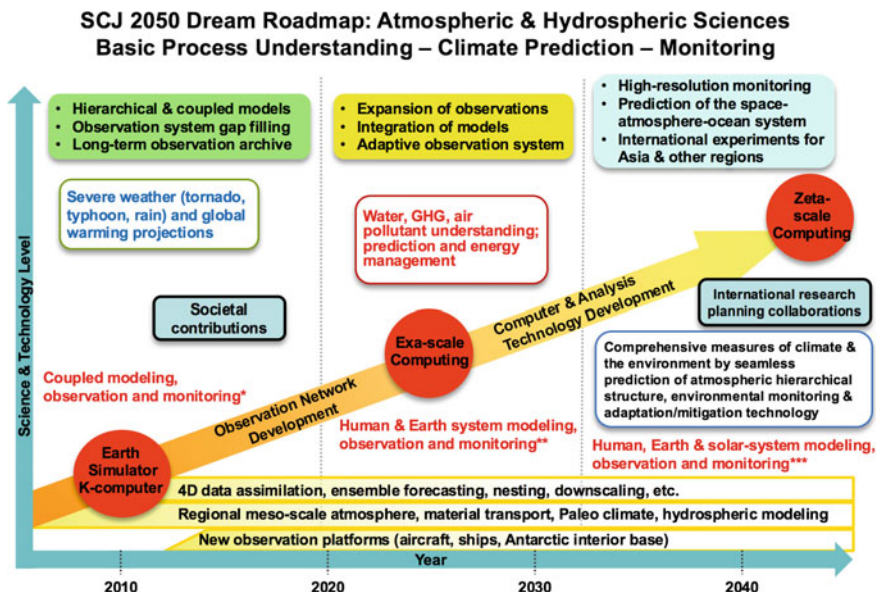 SCJ 2050 Dream Roadmap: Atmospheric & Hydrospheric Sciences
Basic Process Understanding – Climate Prediction – Monitoring
• Hierarchical & coupled models
• Observation system gap filling
• Long-term observation archive
• Expansion of observations
• Integration of models
• Adaptive observation system
• High-resolution monitoring
• Prediction of the space-
atmosphere-ocean system
• International experiments for
Asia & other regions
Severe weather (tornado,
typhoon, rain) and global
warming projections
Water, GHG, air
pollutant understanding;
prediction and energy
management
Zeta-
scale
Computing
Societal
contributions
Exa-scale
Computing
Computer & Analysis
Technology Development
International research
planning collaborations
Comprehensive measures of climate &
the environment by seamless
prediction of atmospheric hierarchical
structure, environmental monitoring &
adaptation/mitigation technology
Coupled modeling,
observation and monitoring*
Observation Network
Development
Human & Earth system modeling,
observation and monitoring**
Human, Earth & solar-system modeling,
observation and monitoring***
Earth
Simulator
K-computer
4D data assimilation, ensemble forecasting, nesting, downscaling, etc.
Regional meso-scale atmosphere, material transport, Paleo climate, hydrospheric modeling
New observation platforms (aircraft, ships, Antarctic interior base)
Science & Technology Level
Year
2010
2020
2030
2040